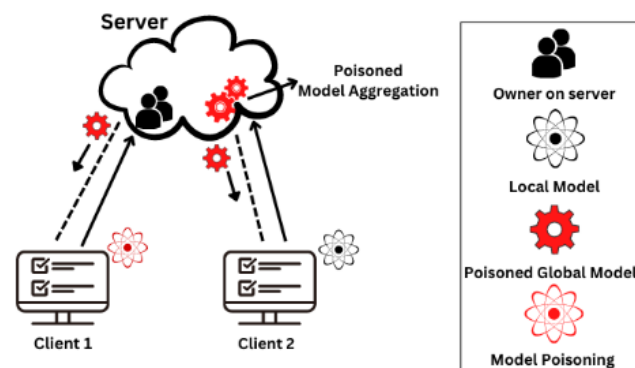 Server
Poisoned
Model Aggregation
Client 1
Client 2
Owner on server
Local Model
Poisoned Global Model
Model Poisoning